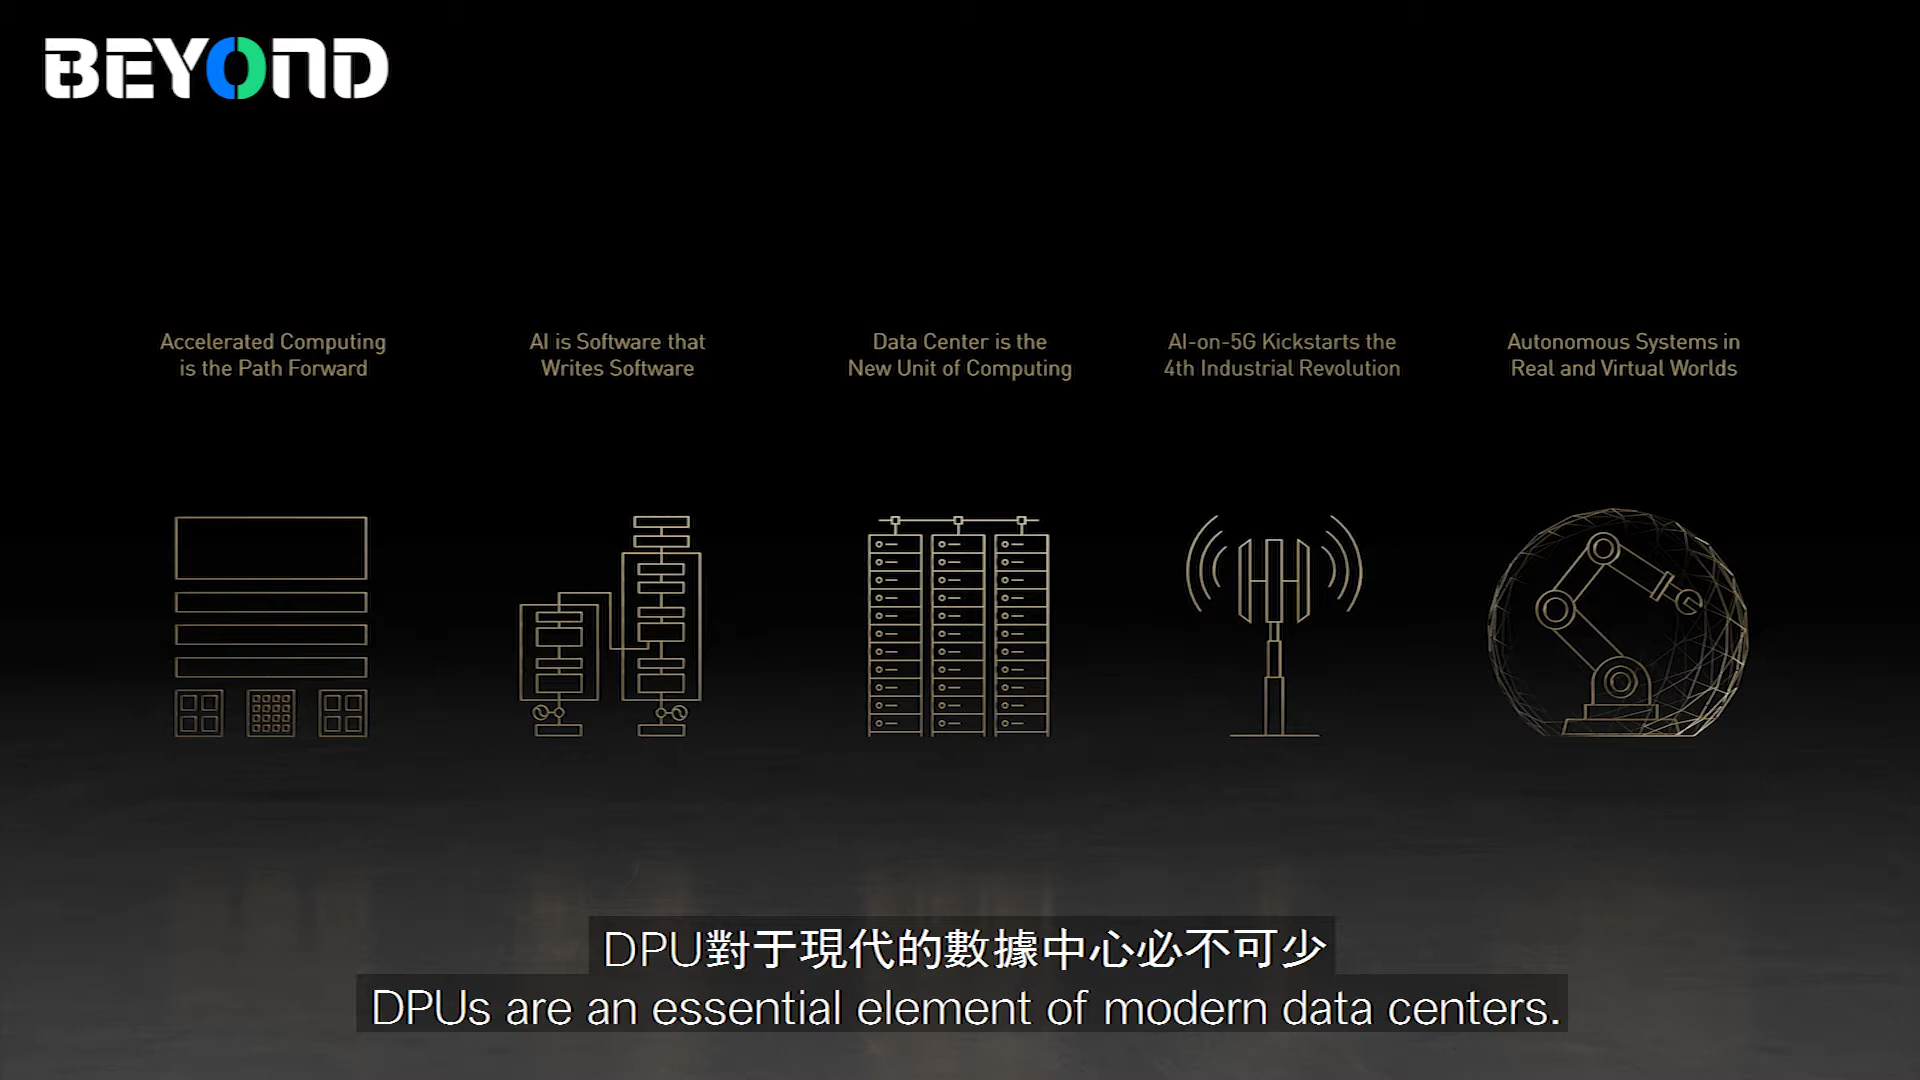 BEYOND
Accelerated Computing
is the Path Forward
AI is Software that
Writes Software
Data Center is the
New Unit of Computing
AI-on-5G Kickstarts the
4th Industrial Revolution
Autonomous Systems in
Real and Virtual Worlds
DPU對于現代的數據中心必不可少
DPUs are an essential element of modern data centers.